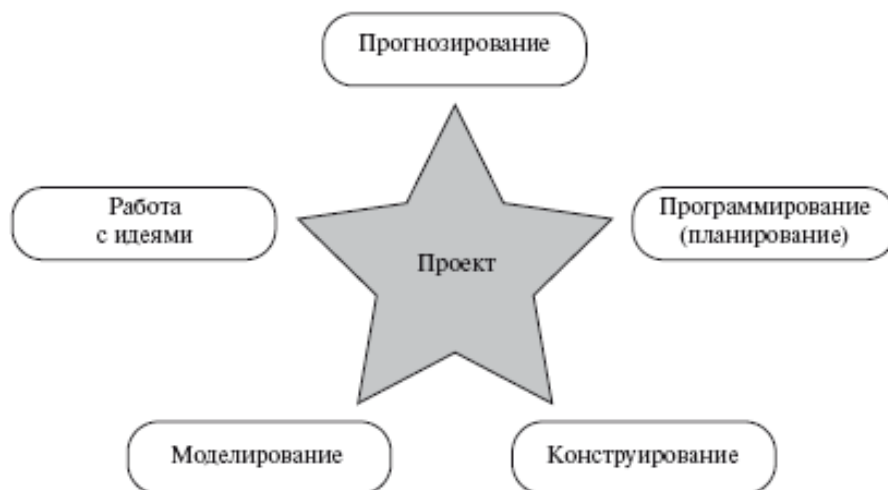 Прогнозирование
Работа
с идеями
Программирование
(планирование)
Проект
Моделирование
Конструирование